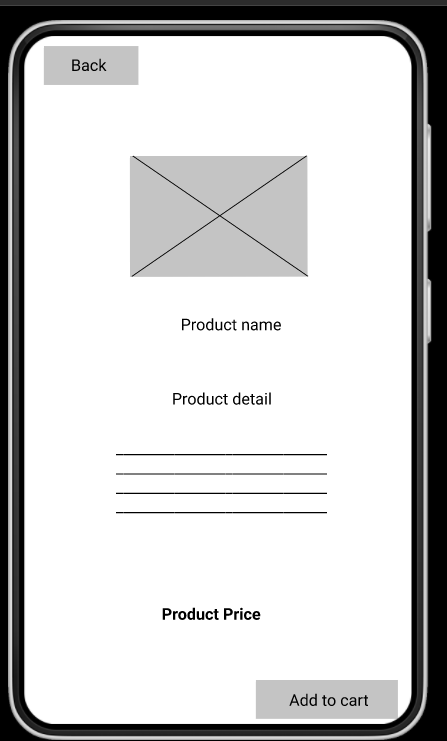 Back
Product name
Product detail
Product Price
Add to cart